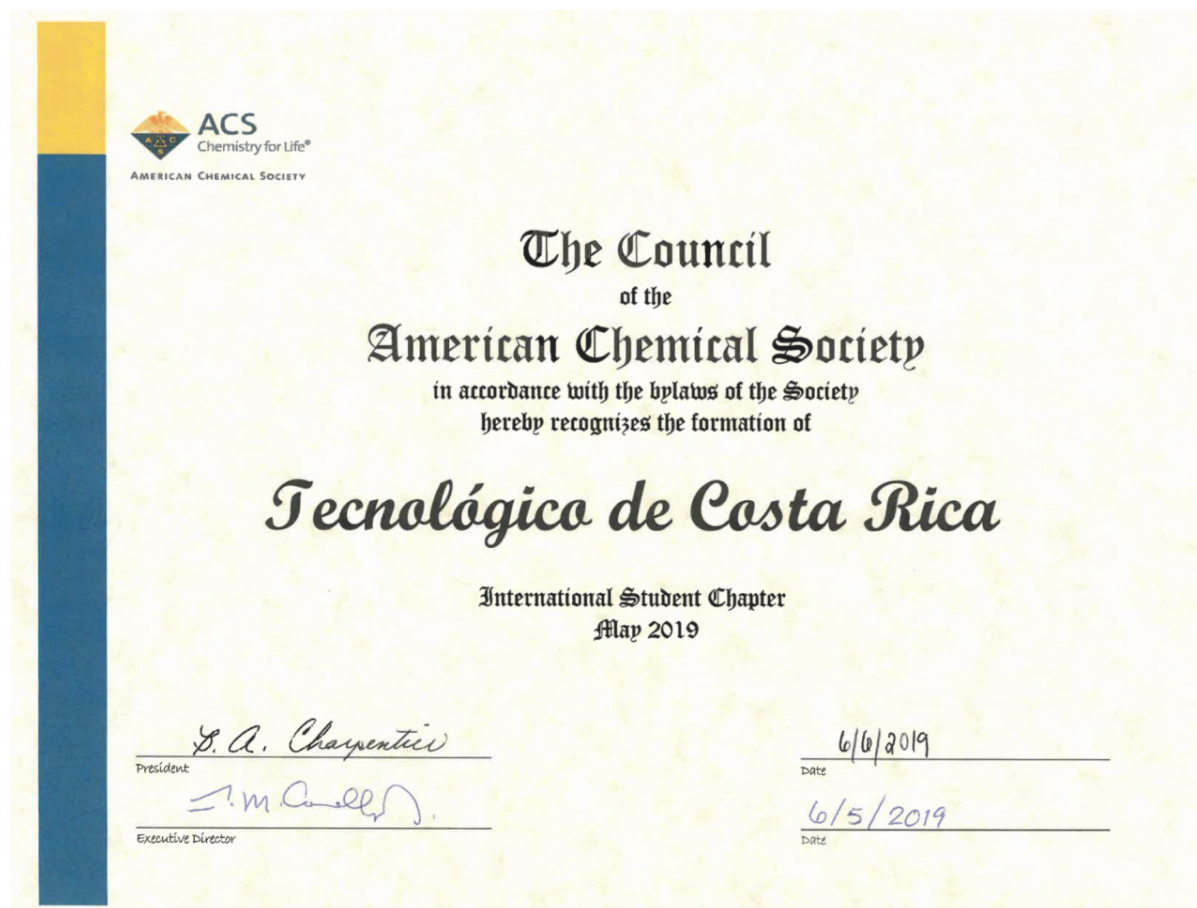 ACS
Chemistry for Life®
AMERICAN CHEMICAL SOCIETY
The Council
of the
American Chemical Society
in accordance with the bylaws of the Society
hereby recognizes the formation of
Tecnológico de Costa Rica
International Student Chapter
May 2019
B. A. Charpentier 6/6/2019
President Date
6/5/2019
Executive Director Date